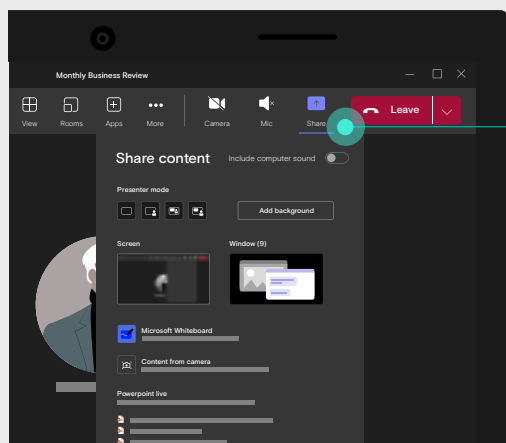 Monthly Business Review
View Rooms Apps More Camera Mic Share Leave
Share content Include computer sound
Presenter mode
Add background
Screen Window (9)
Microsoft Whiteboard
Content from camera
Powerpoint live